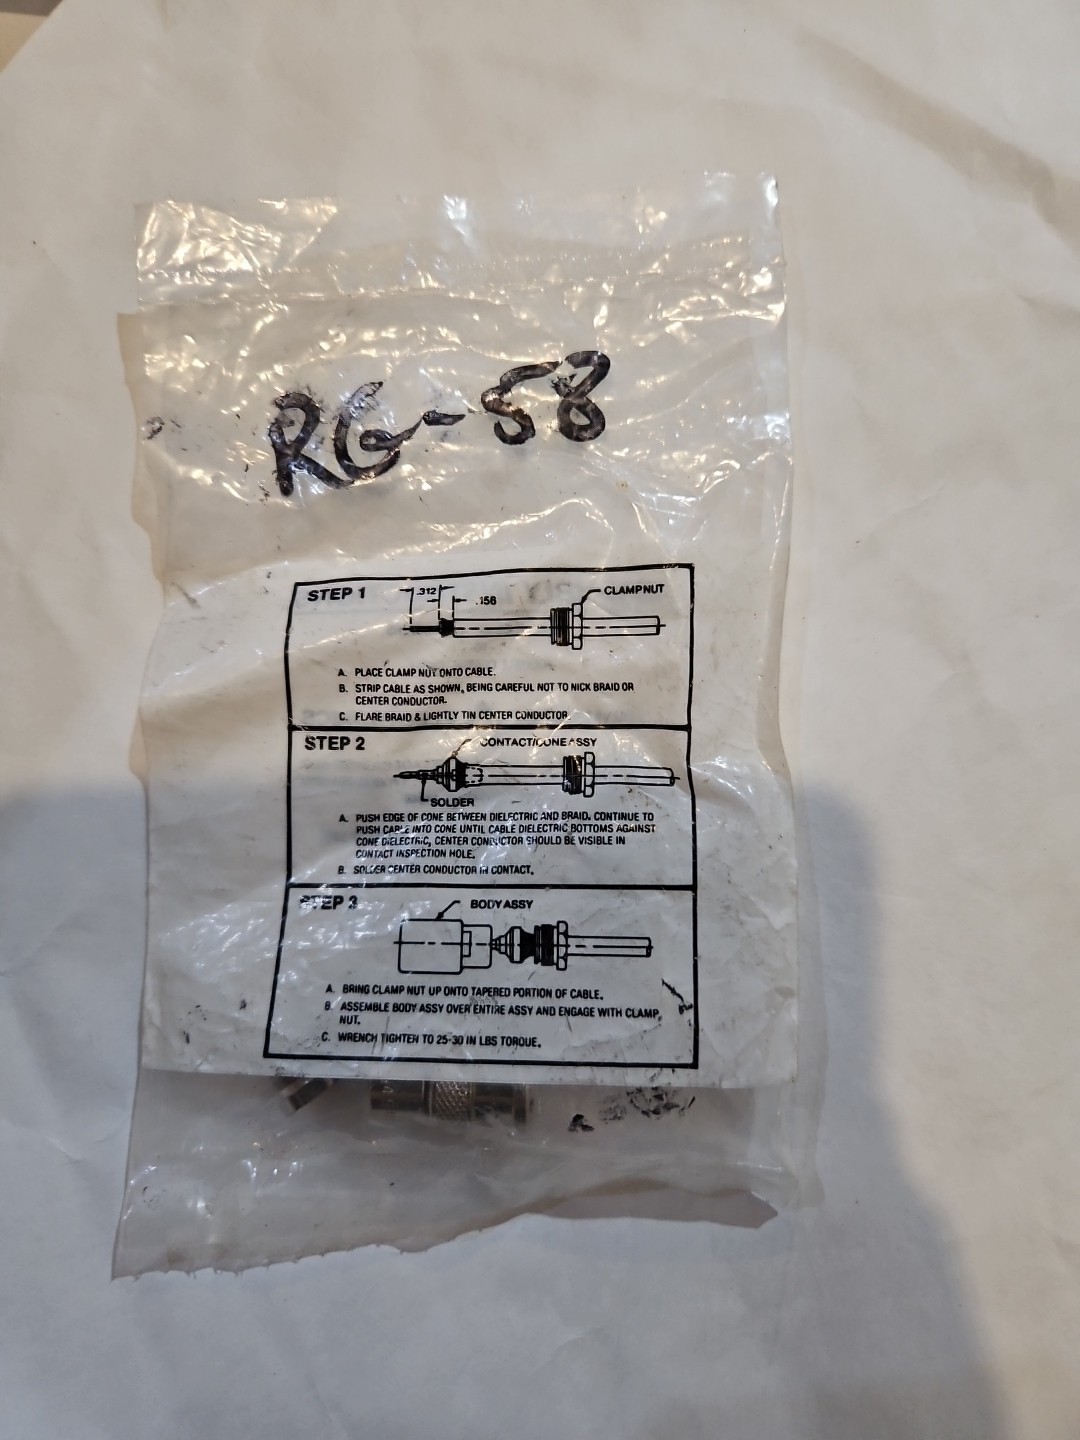 RG-58
STEP 1
.312
.156
CLAMP NUT
A. PLACE CLAMP NUT ONTO CABLE.
B. STRIP CABLE AS SHOWN, BEING CAREFUL NOT TO NICK BRAID OR
CENTER CONDUCTOR.
C. FLARE BRAID & LIGHTLY TIN CENTER CONDUCTOR.
STEP 2
CONTACT/CONE ASSY
SOLDER
A. PUSH EDGE OF CONE BETWEEN DIELECTRIC AND BRAID. CONTINUE TO
PUSH CABLE INTO CONE UNTIL CABLE DIELECTRIC BOTTOMS AGAINST
CONE DIELECTRIC, CENTER CONDUCTOR SHOULD BE VISIBLE IN
CONTACT INSPECTION HOLE.
B. SOLDER CENTER CONDUCTOR IN CONTACT.
STEP 3
BODY ASSY
A. BRING CLAMP NUT UP ONTO TAPERED PORTION OF CABLE.
B. ASSEMBLE BODY ASSY OVER ENTIRE ASSY AND ENGAGE WITH CLAMP
NUT.
C. WRENCH TIGHTEN TO 25-30 IN LBS TORQUE.